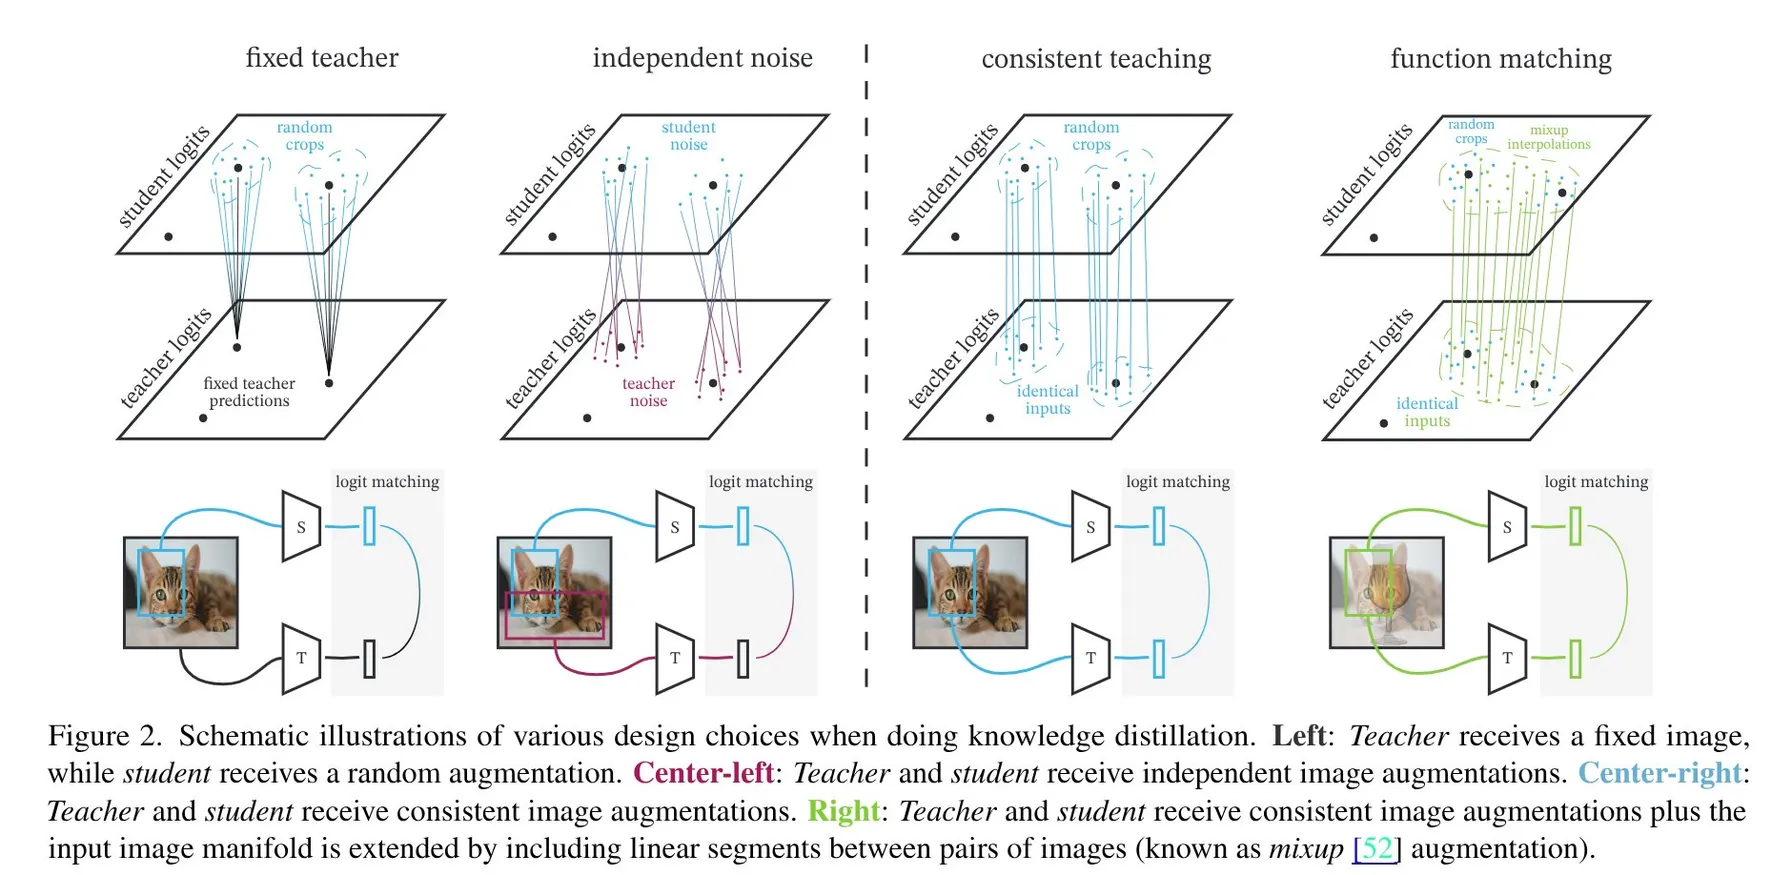 fixed teacher
independent noise
consistent teaching
function matching
student logits
random
crops
teacher logits
fixed teacher
predictions
student logits
student
noise
teacher logits
teacher
noise
student logits
random
crops
teacher logits
identical
inputs
student logits
random
crops
mixup
interpolations
teacher logits
identical
inputs
logit matching
S
T
logit matching
S
T
logit matching
S
T
logit matching
S
T
Figure 2. Schematic illustrations of various design choices when doing knowledge distillation. Left: Teacher receives a fixed image,
while student receives a random augmentation. Center-left: Teacher and student receive independent image augmentations. Center-right:
Teacher and student receive consistent image augmentations. Right: Teacher and student receive consistent image augmentations plus the
input image manifold is extended by including linear segments between pairs of images (known as mixup [52] augmentation).